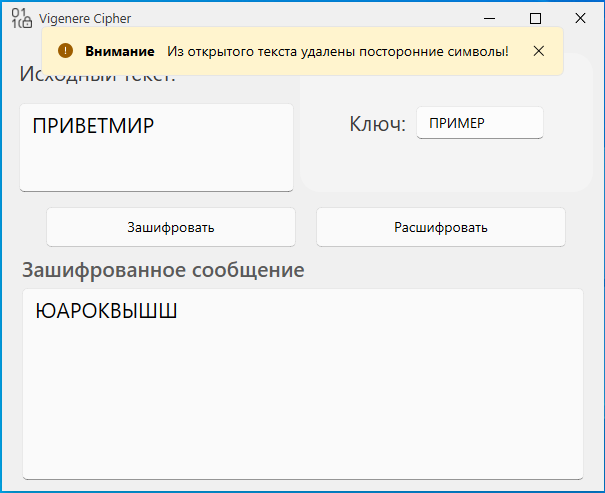 Vigenere Cipher
Внимание Из открытого текста удалены посторонние символы!
Исходный текст:
ПРИВЕТМИР
Ключ: ПРИМЕР
Зашифровать Расшифровать
Зашифрованное сообщение
ЮАРОКВЫШШ